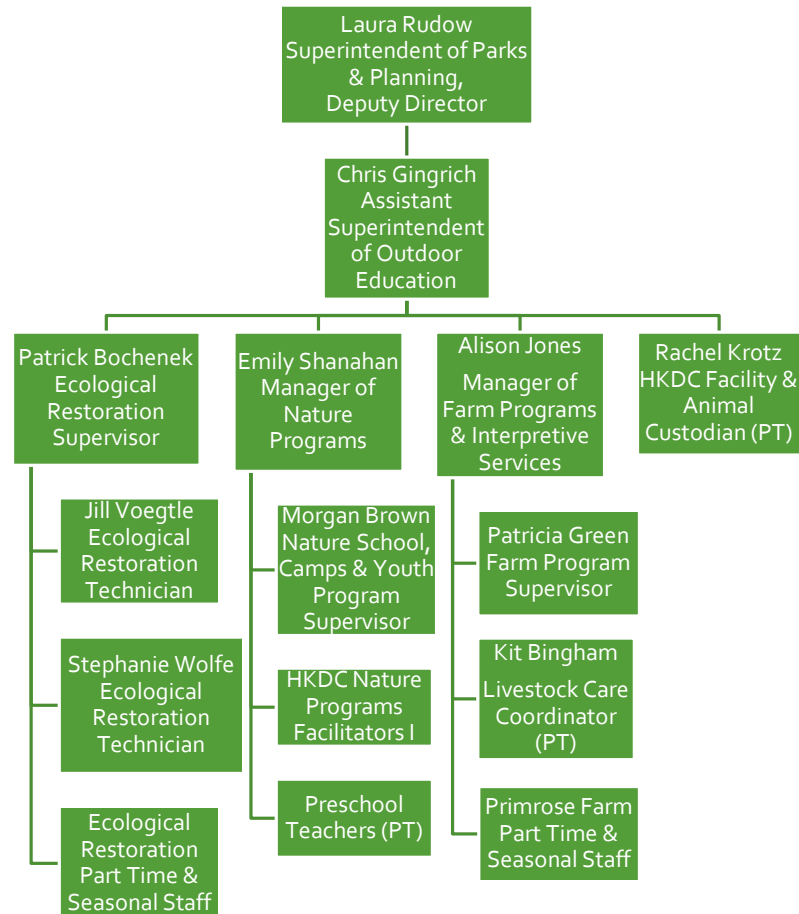 Laura Rudow
Superintendent of Parks
& Planning,
Deputy Director
Chris Gingrich
Assistant
Superintendent
of Outdoor
Education
Patrick Bochenek
Ecological
Restoration
Supervisor
Jill Voegtle
Ecological
Restoration
Technician
Stephanie Wolfe
Ecological
Restoration
Technician
Ecological
Restoration
Part Time &
Seasonal Staff
Emily Shanahan
Manager of
Nature
Programs
Morgan Brown
Nature School,
Camps & Youth
Program
Supervisor
HKDC Nature
Programs
Facilitators I
Preschool
Teachers (PT)
Alison Jones
Manager of
Farm Programs
& Interpretive
Services
Patricia Green
Farm Program
Supervisor
Kit Bingham
Livestock Care
Coordinator
(PT)
Primrose Farm
Part Time &
Seasonal Staff
Rachel Krotz
HKDC Facility &
Animal
Custodian (PT)